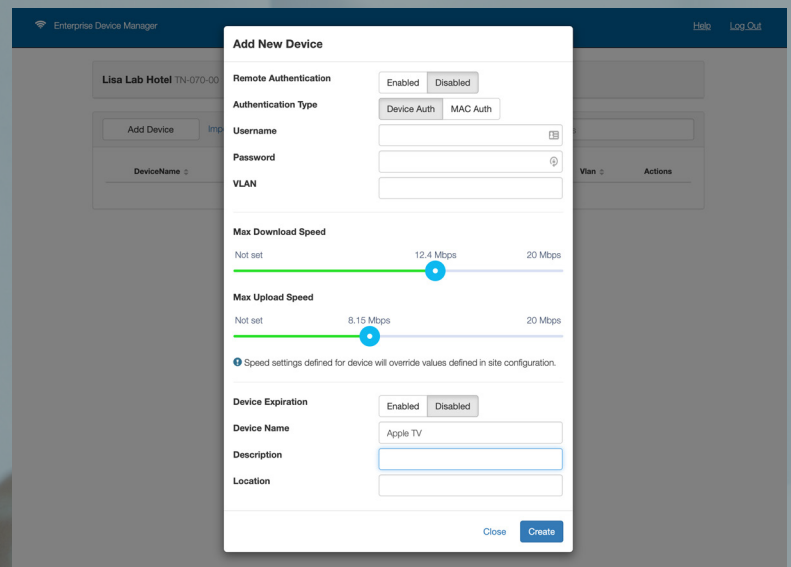 Enterprise Device Manager
Help Log Out
Add New Device
Lisa Lab Hotel TN-070-00
Remote Authentication Enabled Disabled
Authentication Type Device Auth MAC Auth
Add Device
Username
Password
DeviceName Vlan Actions
VLAN
Max Download Speed
Not set 12.4 Mbps 20 Mbps
Max Upload Speed
Not set 8.15 Mbps 20 Mbps
Speed settings defined for device will override values defined in site configuration.
Device Expiration Enabled Disabled
Device Name Apple TV
Description
Location
Close Create